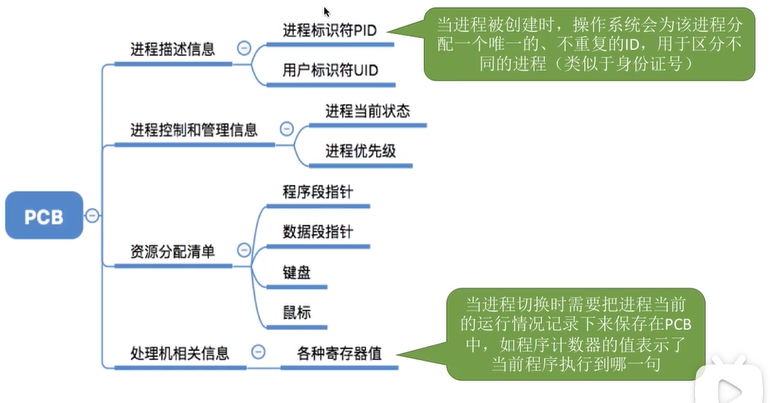 进程标识符PID
当进程被创建时，操作系统会为该进程分
配一个唯一的、不重复的ID，用于区分不
同的进程（类似于身份证号）
进程描述信息
用户标识符UID
进程当前状态
进程控制和管理信息
进程优先级
PCB
程序段指针
数据段指针
资源分配清单
键盘
鼠标
当进程切换时需要把进程当前
的运行情况记录下来保存在PCB
中，如程序计数器的值表示了
当前程序执行到哪一句
处理机相关信息
各种寄存器值